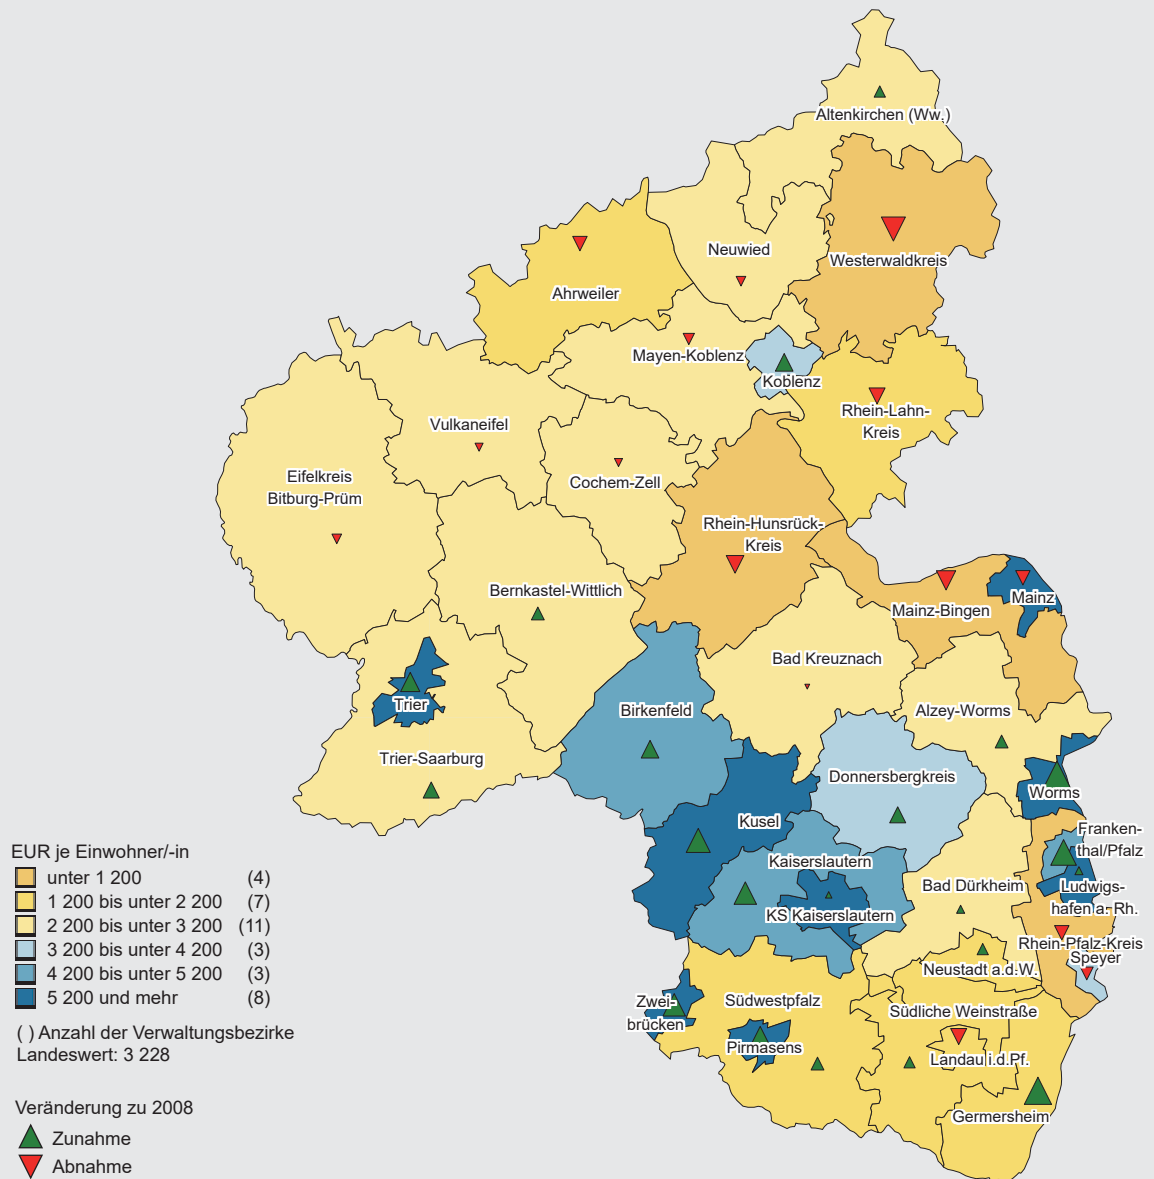 Altenkirchen (Ww.)
Neuwied
Westerwaldkreis
Ahrweiler
Mayen-Koblenz
Koblenz
Rhein-Lahn-
Kreis
Vulkaneifel
Cochem-Zell
Eifelkreis
Bitburg-Prüm
Rhein-Hunsrück-
Kreis
Bernkastel-Wittlich
Mainz-Bingen
Mainz
Bad Kreuznach
Trier
Birkenfeld
Alzey-Worms
Trier-Saarburg
Donnersbergkreis
Worms
Kusel
Franken-
thal/Pfalz
Kaiserslautern
Bad Dürkheim
Ludwigs-
hafen a. Rh.
KS Kaiserslautern
Rhein-Pfalz-Kreis
Speyer
Neustadt a.d.W.
Zwei-
brücken
Südwestpfalz
Südliche Weinstraße
Pirmasens
Landau i.d.Pf.
Germersheim
EUR je Einwohner/-in
unter 1 200 (4)
1 200 bis unter 2 200 (7)
2 200 bis unter 3 200 (11)
3 200 bis unter 4 200 (3)
4 200 bis unter 5 200 (3)
5 200 und mehr (8)
( ) Anzahl der Verwaltungsbezirke
Landeswert: 3 228
Veränderung zu 2008
Zunahme
Abnahme